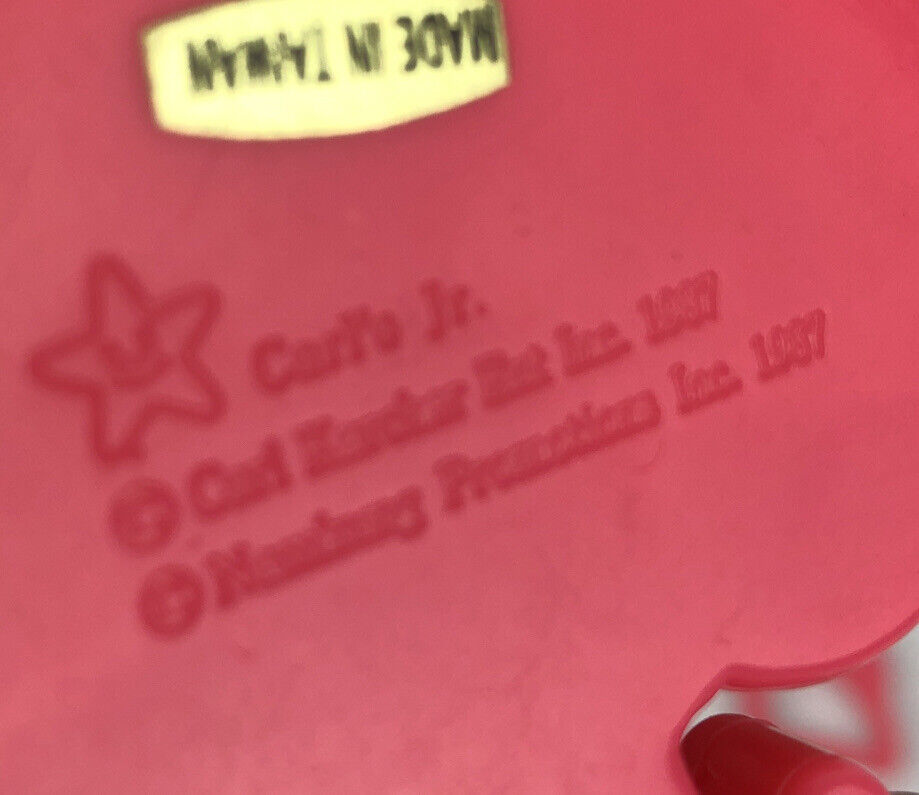 MADE IN TAIWAN
Carl's Jr.
© Carl Karcher Ent Inc. 1987
© Promotions Inc. 1987